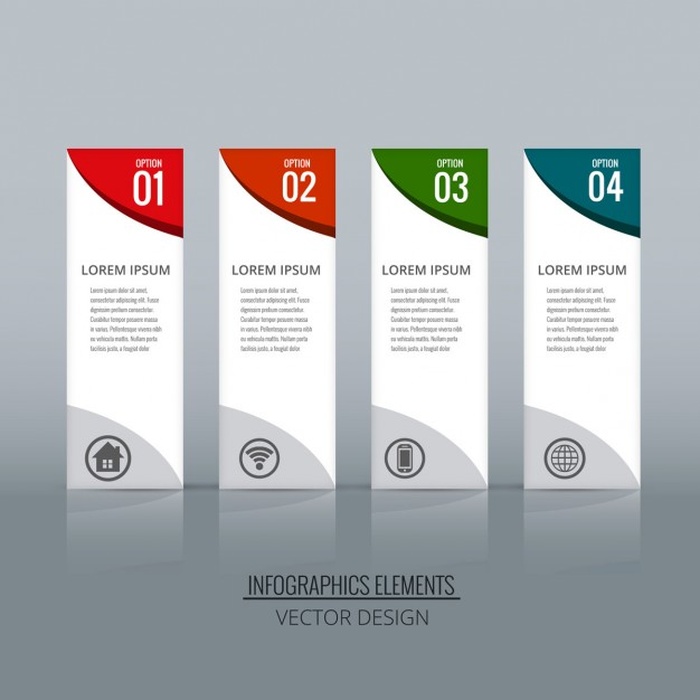 OPTION
01
LOREM IPSUM
Lorem ipsum dolor sit amet,
consectetur adipiscing elit. Fusce
dignissim pretium consectetur.
Curabitur tempor posuere massa
in varius. Pellentesque viverra nibh
eu vehicula mattis. Nullam porta
facilisis justo, a feugiat dolor
OPTION
02
LOREM IPSUM
Lorem ipsum dolor sit amet,
consectetur adipiscing elit. Fusce
dignissim pretium consectetur.
Curabitur tempor posuere massa
in varius. Pellentesque viverra nibh
eu vehicula mattis. Nullam porta
facilisis justo, a feugiat dolor
OPTION
03
LOREM IPSUM
Lorem ipsum dolor sit amet,
consectetur adipiscing elit. Fusce
dignissim pretium consectetur.
Curabitur tempor posuere massa
in varius. Pellentesque viverra nibh
eu vehicula mattis. Nullam porta
facilisis justo, a feugiat dolor
OPTION
04
LOREM IPSUM
Lorem ipsum dolor sit amet,
consectetur adipiscing elit. Fusce
dignissim pretium consectetur.
Curabitur tempor posuere massa
in varius. Pellentesque viverra nibh
eu vehicula mattis. Nullam porta
facilisis justo, a feugiat dolor
INFOGRAPHICS ELEMENTS
VECTOR DESIGN